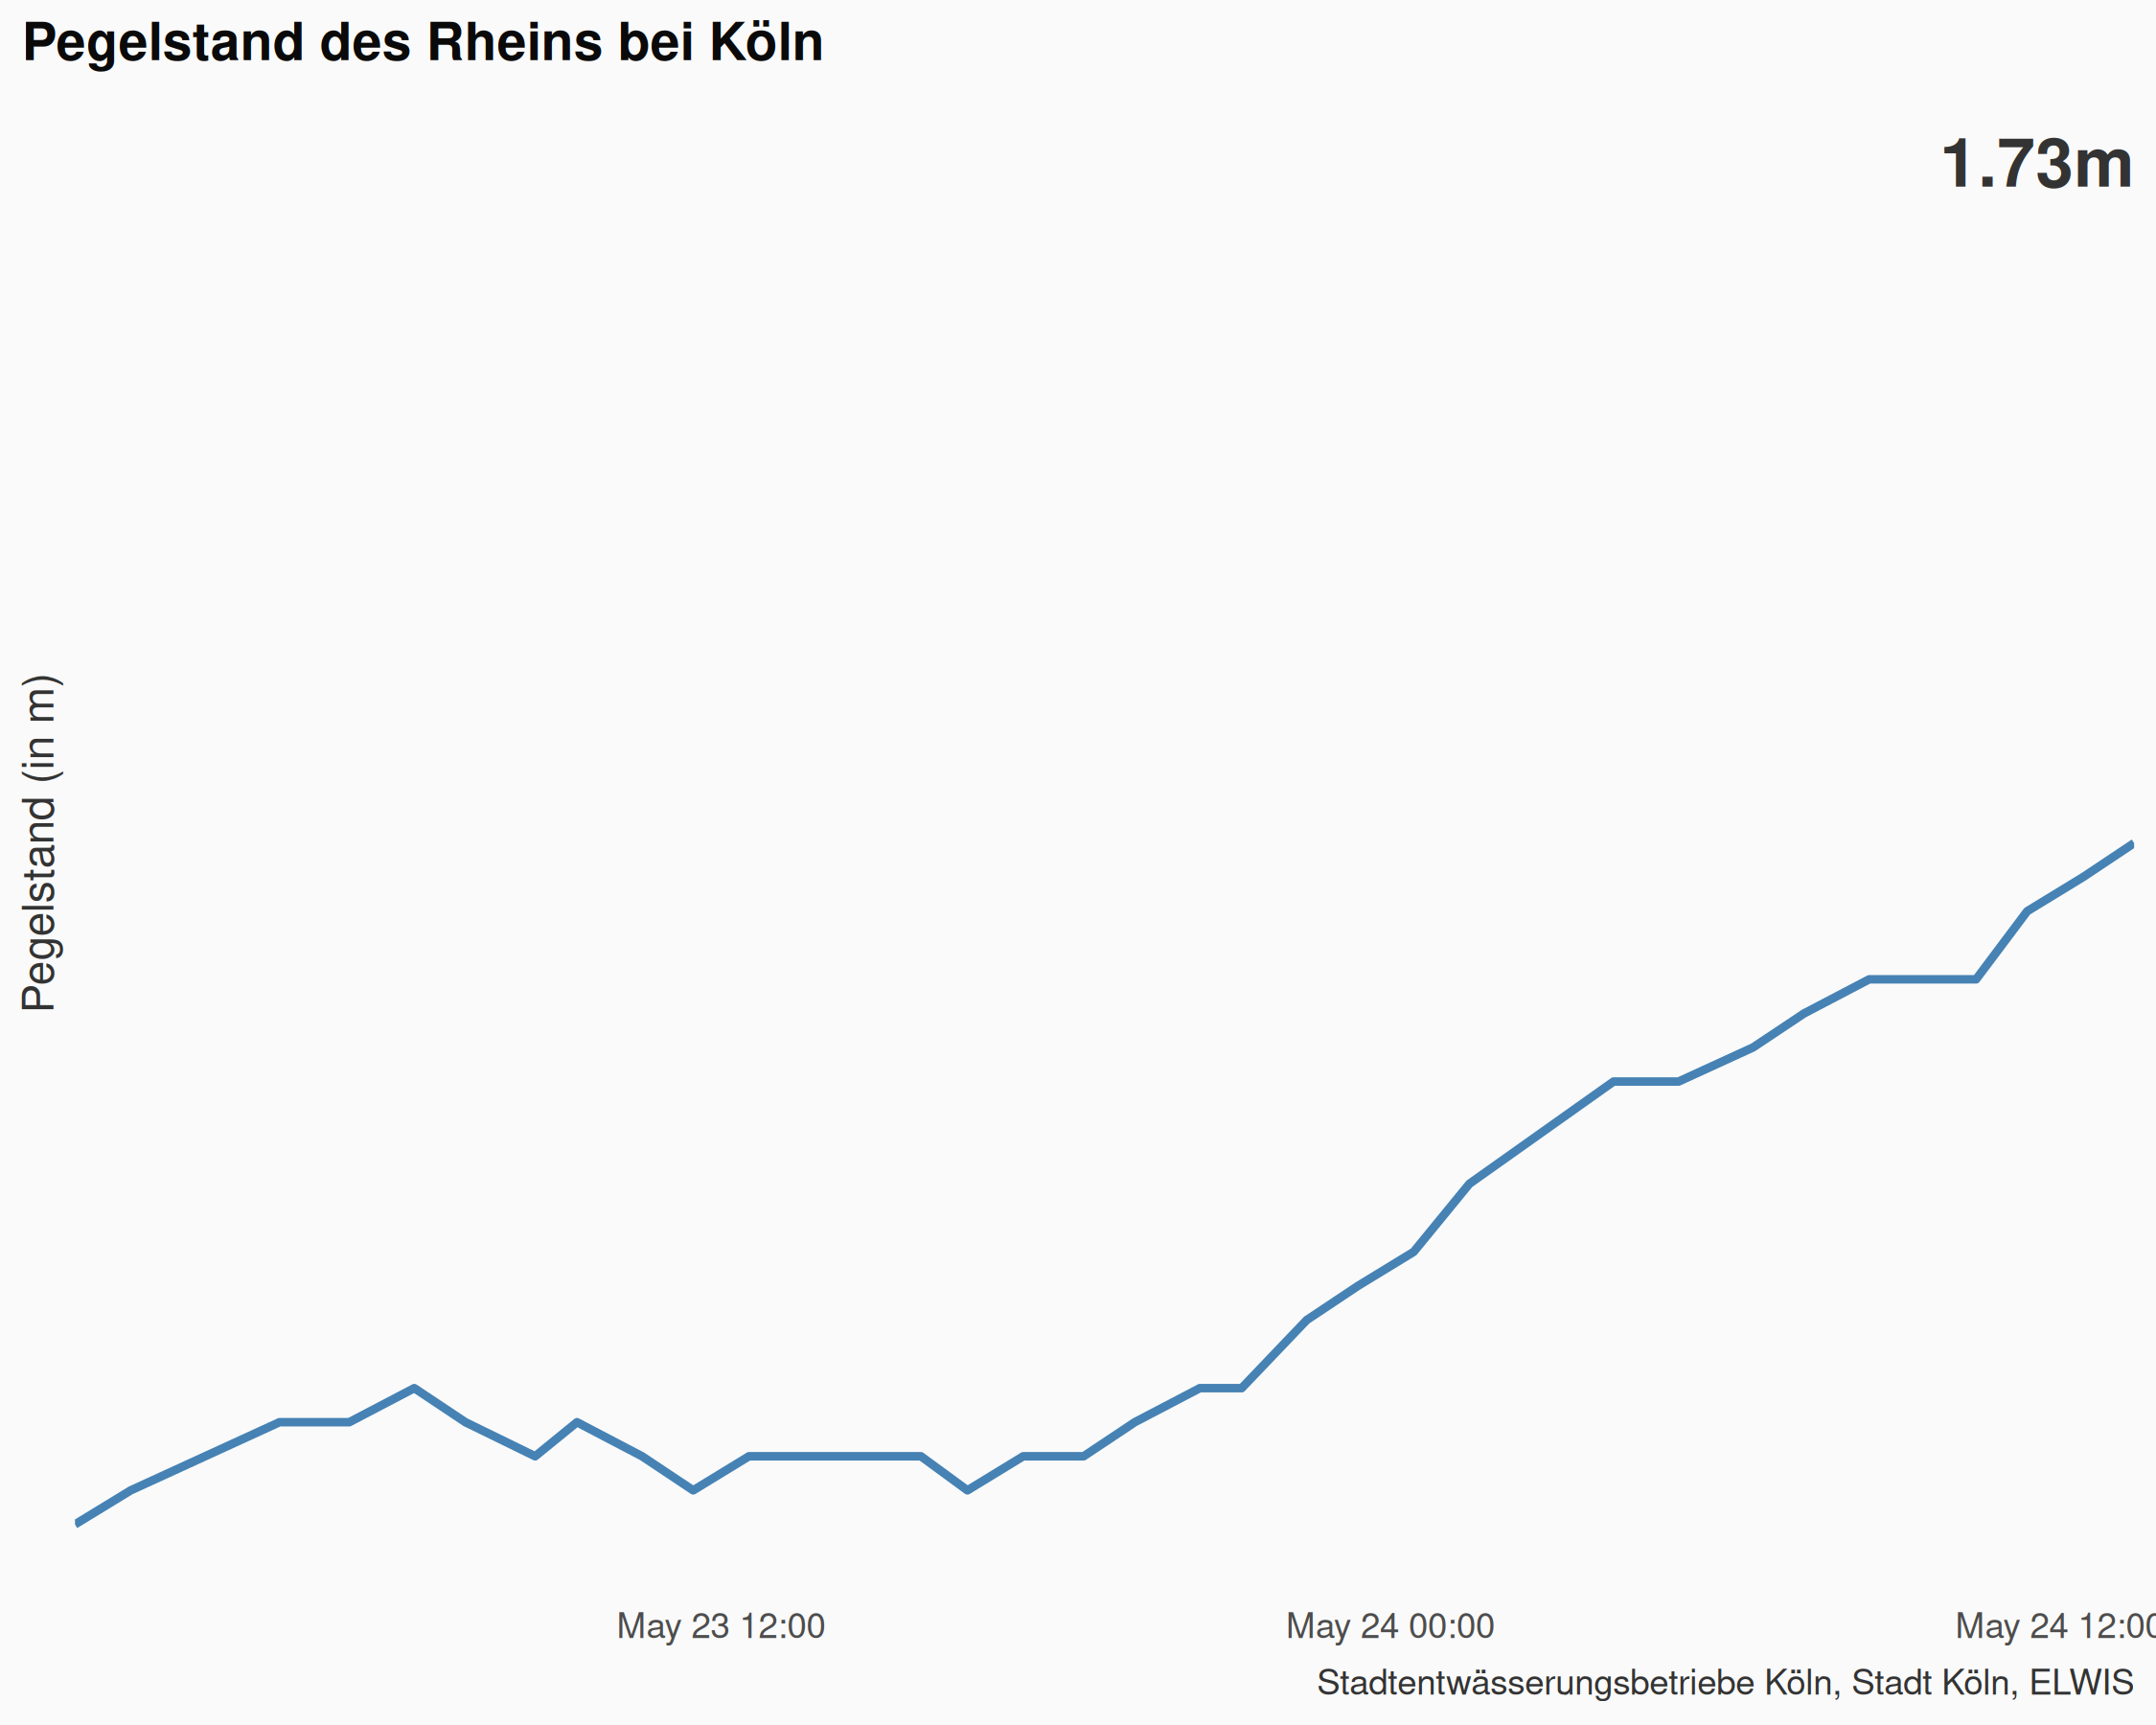 Pegelstand des Rheins bei Köln
1.73m
Pegelstand (in m)
May 23 12:00
May 24 00:00
May 24 12:00
Stadtentwässerungsbetriebe Köln, Stadt Köln, ELWIS